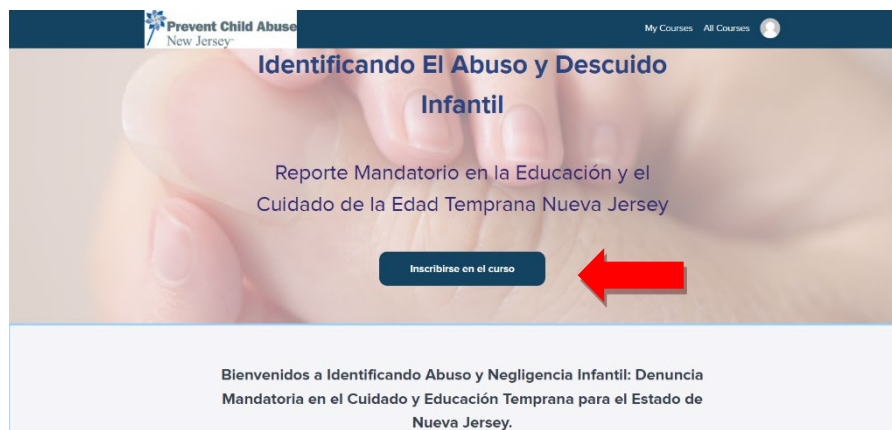 Prevent Child Abuse
New Jersey
My Courses All Courses
Identificando El Abuso y Descuido
Infantil
Reporte Mandatorio en la Educación y el
Cuidado de la Edad Temprana Nueva Jersey
Inscribirse en el curso
Bienvenidos a Identificando Abuso y Negligencia Infantil: Denuncia
Mandatoria en el Cuidado y Educación Temprana para el Estado de
Nueva Jersey.